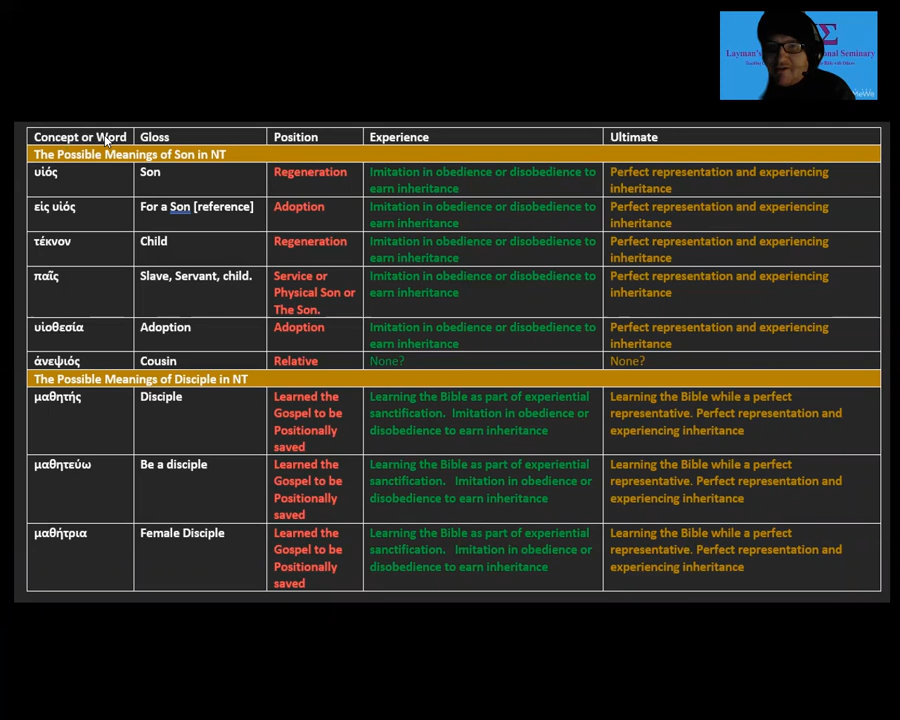 Σ
Layman's
onal Seminary
MeWe
Concept or Word Gloss Position Experience Ultimate
The Possible Meanings of Son in NT
υἱός Son Regeneration Imitation in obedience or disobedience to Perfect representation and experiencing
earn inheritance inheritance
εἰς υἱός For a Son [reference] Adoption Imitation in obedience or disobedience to Perfect representation and experiencing
earn inheritance inheritance
τέκνον Child Regeneration Imitation in obedience or disobedience to Perfect representation and experiencing
earn inheritance inheritance
παῖς Slave, Servant, child. Service or Imitation in obedience or disobedience to Perfect representation and experiencing
Physical Son or earn inheritance inheritance
The Son.
υἱοθεσία Adoption Adoption Imitation in obedience or disobedience to Perfect representation and experiencing
earn inheritance inheritance
ἀνεψιός Cousin Relative None? None?
The Possible Meanings of Disciple in NT
μαθητής Disciple Learned the Learning the Bible as part of experiential Learning the Bible while a perfect
Gospel to be sanctification. Imitation in obedience or representative. Perfect representation and
Positionally disobedience to earn inheritance experiencing inheritance
saved
μαθητεύω Be a disciple Learned the Learning the Bible as part of experiential Learning the Bible while a perfect
Gospel to be sanctification. Imitation in obedience or representative. Perfect representation and
Positionally disobedience to earn inheritance experiencing inheritance
saved
μαθήτρια Female Disciple Learned the Learning the Bible as part of experiential Learning the Bible while a perfect
Gospel to be sanctification. Imitation in obedience or representative. Perfect representation and
Positionally disobedience to earn inheritance experiencing inheritance
saved